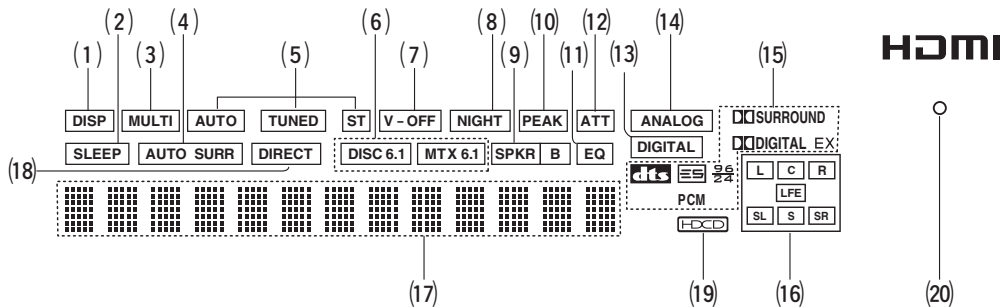 (2) (4) (6) (8) (10) (12) (14)
HDMI
(1) (3) (5) (7) (9) (11) (13) (15)
DISP MULTI AUTO TUNED ST V – OFF NIGHT PEAK ATT ANALOG SURROUND
SLEEP AUTO SURR DIRECT DISC 6.1 MTX 6.1 SPKR B EQ DIGITAL DIGITAL EX
(18)
dts ES 96/24 L C R
PCM LFE
HDCD SL S SR
(17) (19) (16) (20)